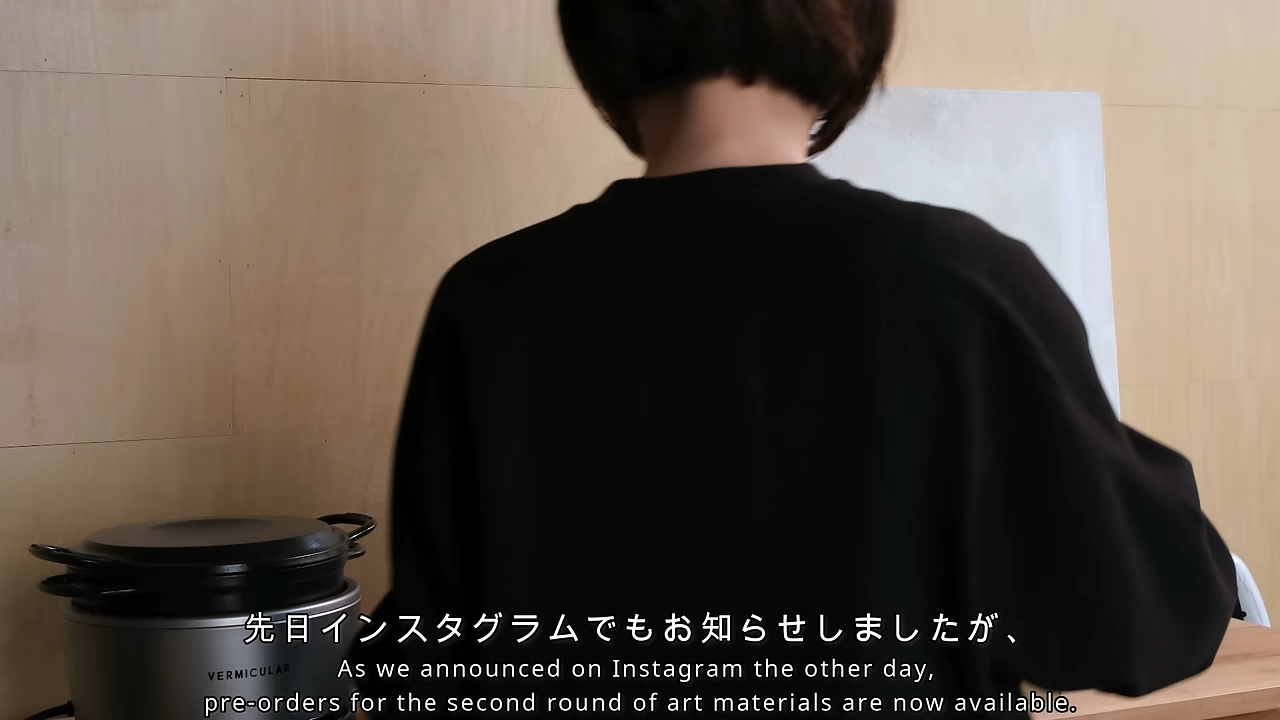 VERMICULAR
先日インスタグラムでもお知らせしましたが、
As we announced on Instagram the other day,
pre-orders for the second round of art materials are now available.